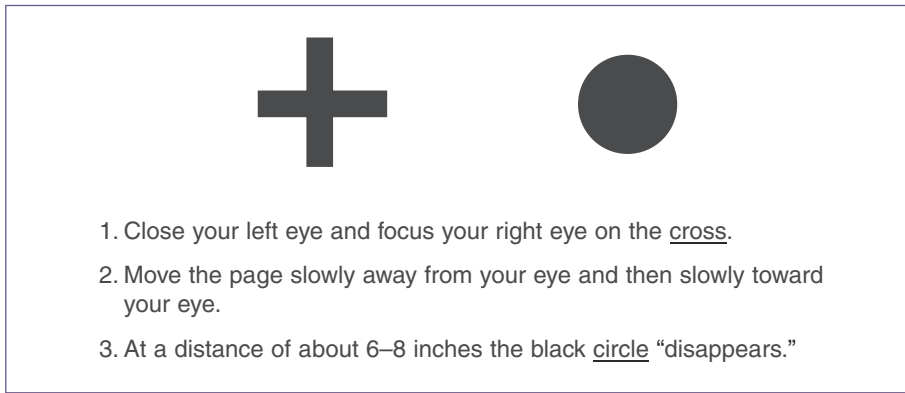 1. Close your left eye and focus your right eye on the cross.
2. Move the page slowly away from your eye and then slowly toward
your eye.
3. At a distance of about 6–8 inches the black circle “disappears.”